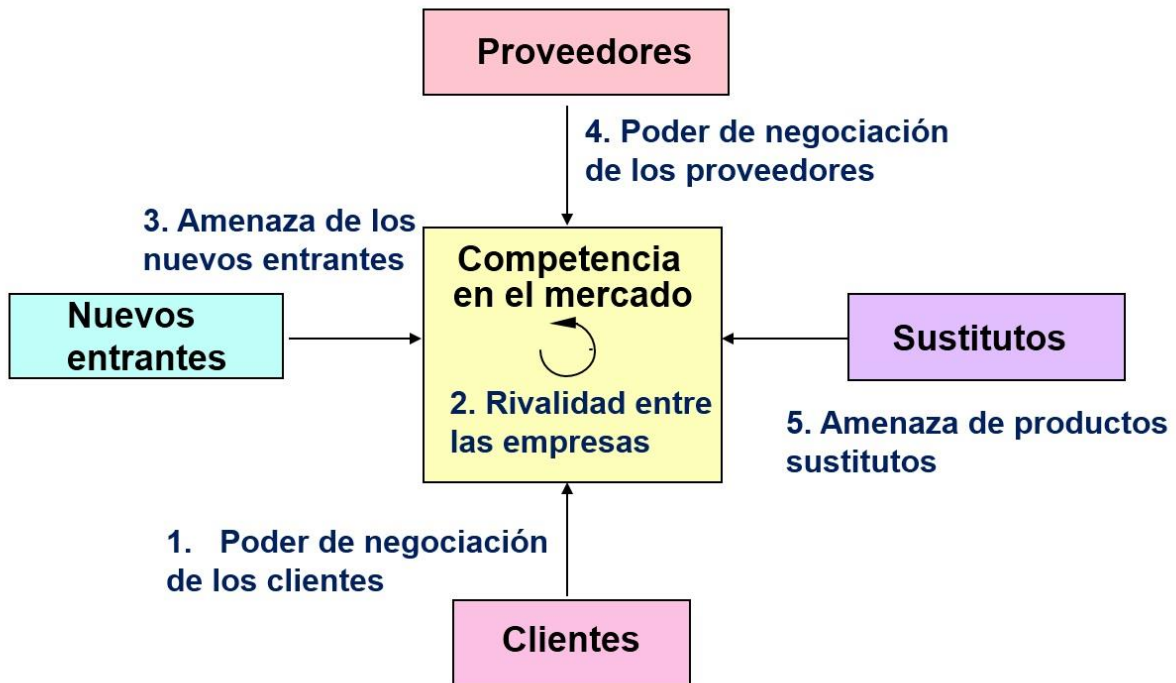 Proveedores
4. Poder de negociación
de los proveedores
3. Amenaza de los
nuevos entrantes
Competencia
en el mercado
Nuevos
entrantes
Sustitutos
2. Rivalidad entre
las empresas
5. Amenaza de productos
sustitutos
1. Poder de negociación
de los clientes
Clientes